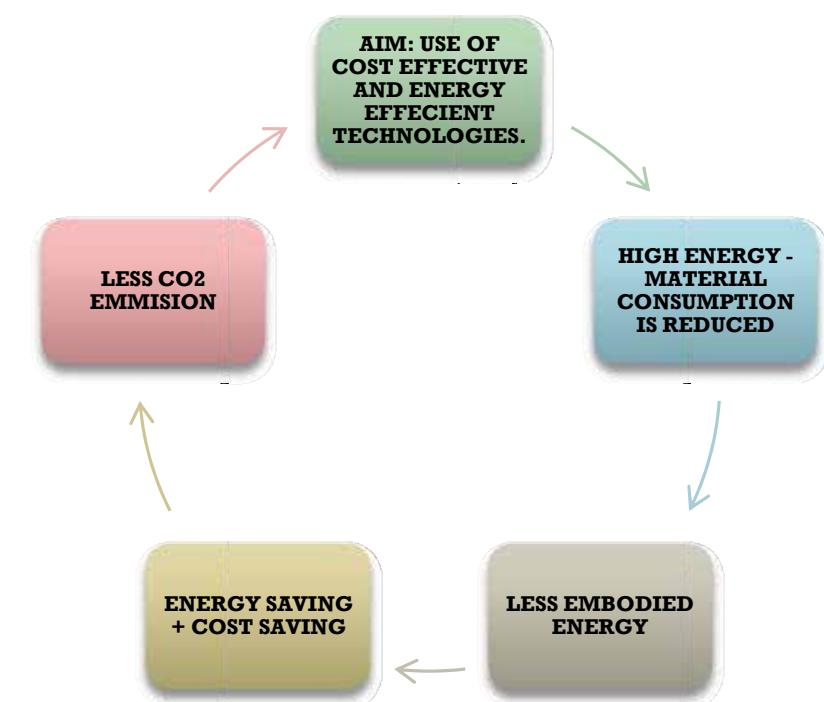 AIM: USE OF
COST EFFECTIVE
AND ENERGY
EFFECIENT
TECHNOLOGIES.
HIGH ENERGY -
MATERIAL
CONSUMPTION
IS REDUCED
LESS EMBODIED
ENERGY
ENERGY SAVING
+ COST SAVING
LESS CO2
EMMISION